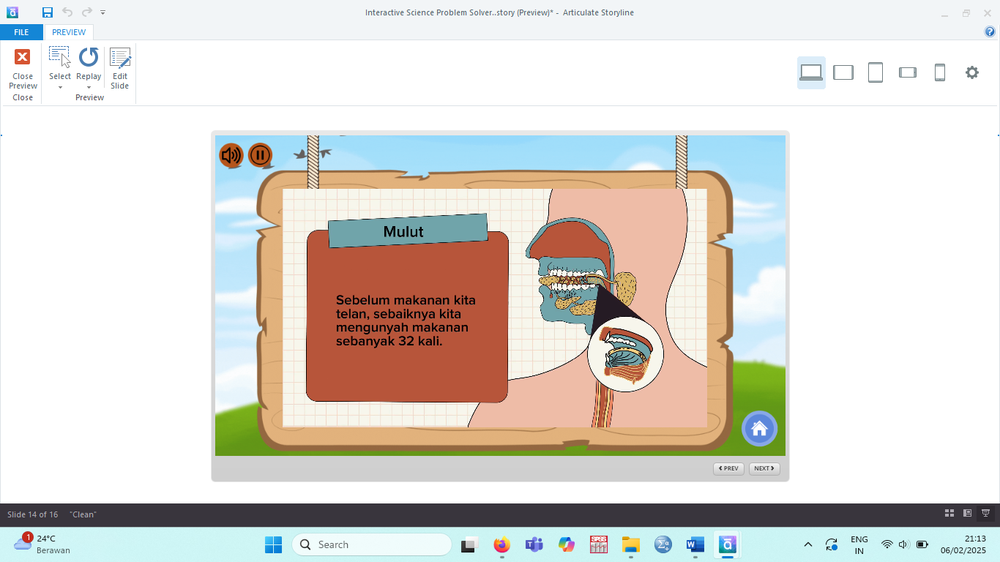 Interactive Science Problem Solver..story (Preview)* - Articulate Storyline
FILE
PREVIEW
Close
Preview
Select
Replay
Edit
Slide
Close
Preview
Mulut
Sebelum makanan kita
telan, sebaiknya kita
mengunyah makanan
sebanyak 32 kali.
PREV
NEXT
Slide 14 of 16
"Clean"
1
24°C
Berawan
Search
SPSS
ENG
IN
21:13
06/02/2025